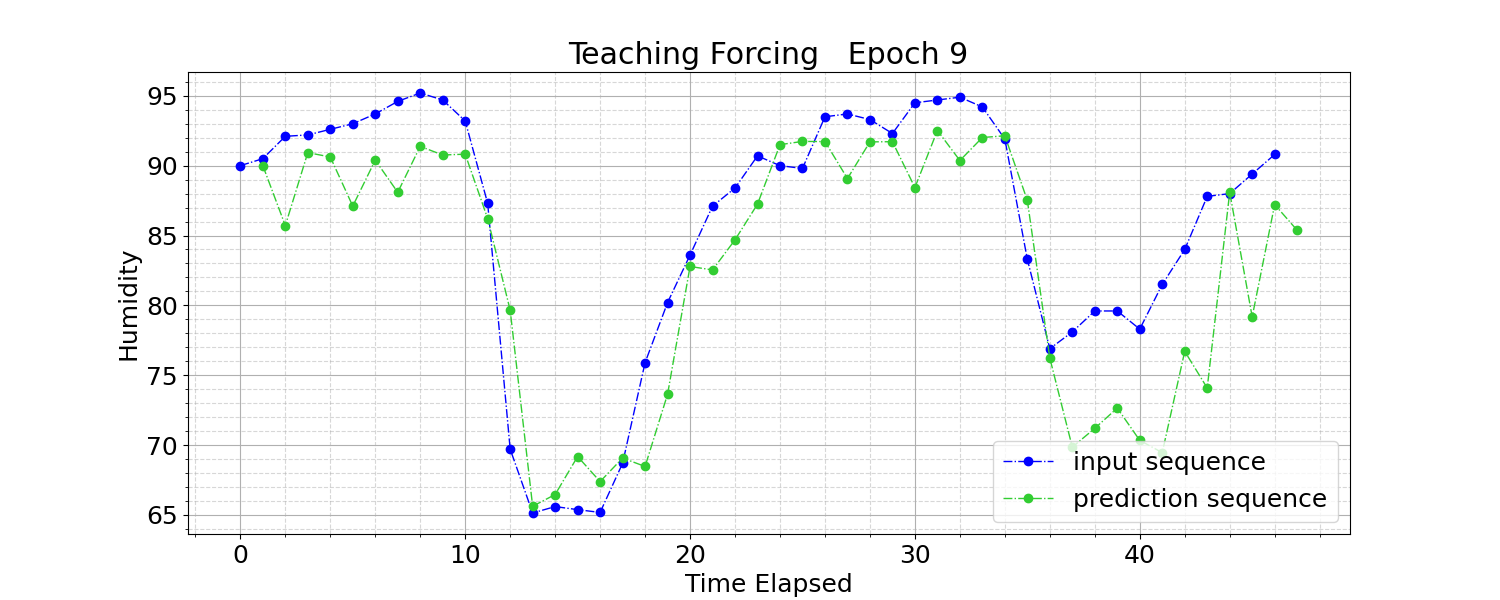 Teaching Forcing   Epoch 9
95
90
85
80
75
70
65
Humidity
input sequence
prediction sequence
0 10 20 30 40
Time Elapsed